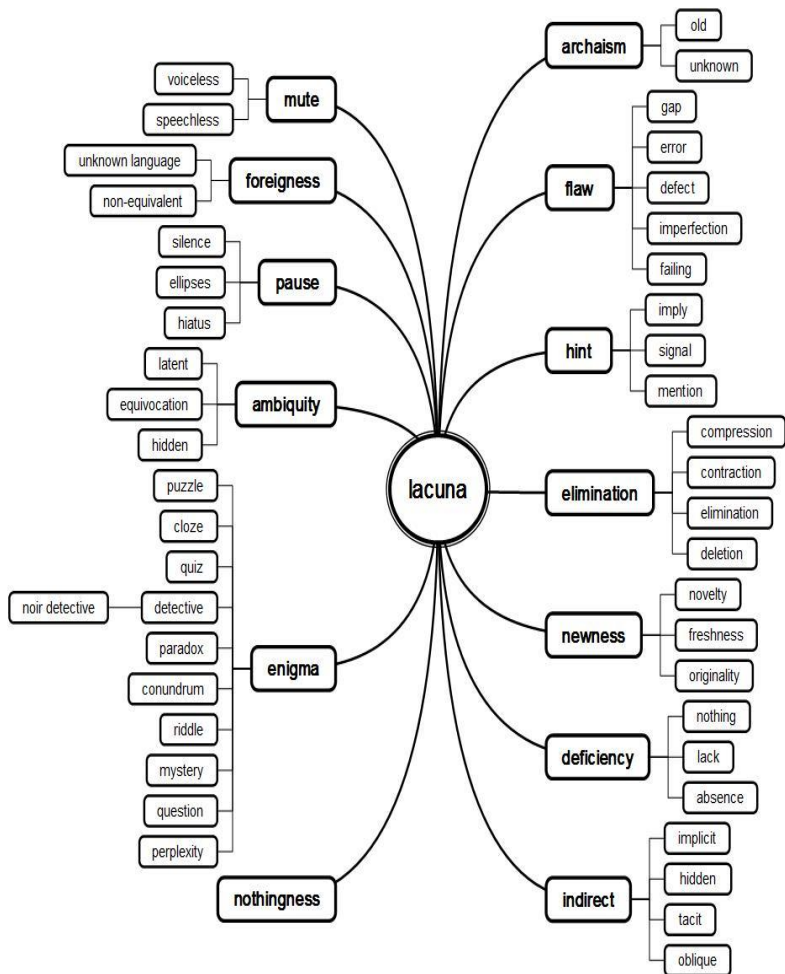 lacuna
mute
voiceless
speechless
foreigness
unknown language
non-equivalent
pause
silence
ellipses
hiatus
ambiquity
latent
equivocation
hidden
enigma
puzzle
cloze
quiz
detective
noir detective
paradox
conundrum
riddle
mystery
question
perplexity
nothingness
archaism
old
unknown
flaw
gap
error
defect
imperfection
failing
hint
imply
signal
mention
elimination
compression
contraction
elimination
deletion
newness
novelty
freshness
originality
deficiency
nothing
lack
absence
indirect
implicit
hidden
tacit
oblique